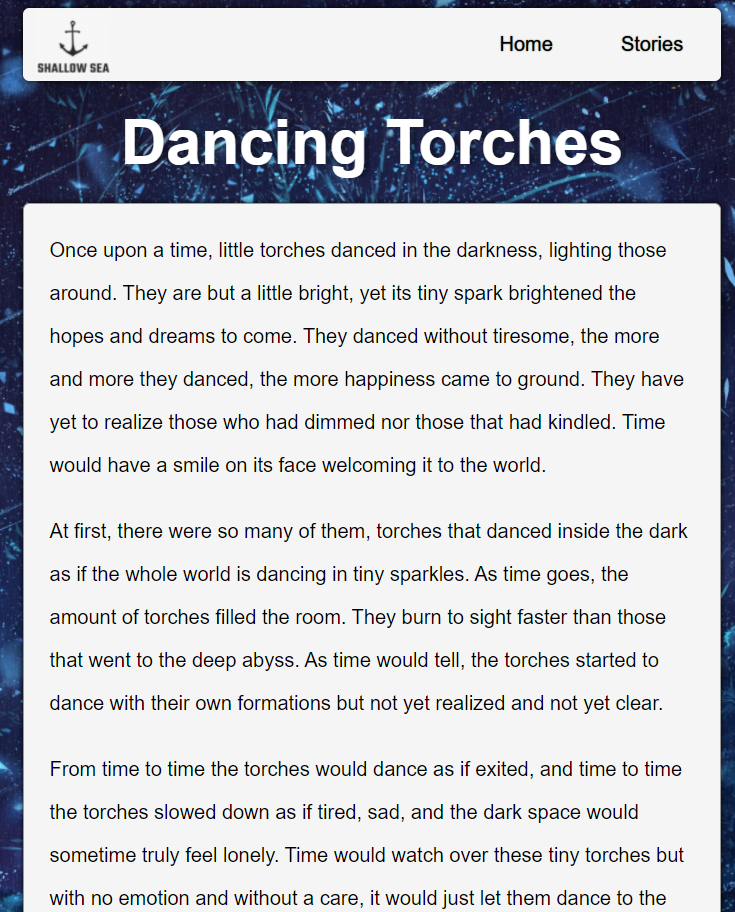 SHALLOW SEA
Home
Stories
Dancing Torches
Once upon a time, little torches danced in the darkness, lighting those
around. They are but a little bright, yet its tiny spark brightened the
hopes and dreams to come. They danced without tiresome, the more
and more they danced, the more happiness came to ground. They have
yet to realize those who had dimmed nor those that had kindled. Time
would have a smile on its face welcoming it to the world.
At first, there were so many of them, torches that danced inside the dark
as if the whole world is dancing in tiny sparkles. As time goes, the
amount of torches filled the room. They burn to sight faster than those
that went to the deep abyss. As time would tell, the torches started to
dance with their own formations but not yet realized and not yet clear.
From time to time the torches would dance as if exited, and time to time
the torches slowed down as if tired, sad, and the dark space would
sometime truly feel lonely. Time would watch over these tiny torches but
with no emotion and without a care, it would just let them dance to the